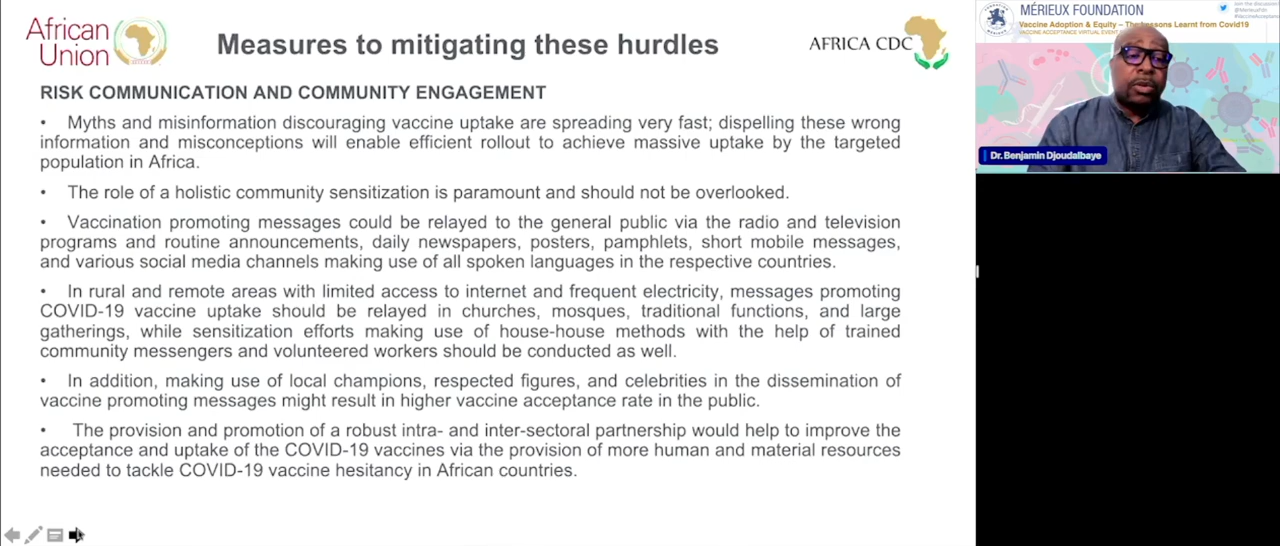 African
Union
Measures to mitigating these hurdles
AFRICA CDC
RISK COMMUNICATION AND COMMUNITY ENGAGEMENT
• Myths and misinformation discouraging vaccine uptake are spreading very fast; dispelling these wrong
information and misconceptions will enable efficient rollout to achieve massive uptake by the targeted
population in Africa.
• The role of a holistic community sensitization is paramount and should not be overlooked.
• Vaccination promoting messages could be relayed to the general public via the radio and television
programs and routine announcements, daily newspapers, posters, pamphlets, short mobile messages,
and various social media channels making use of all spoken languages in the respective countries.
• In rural and remote areas with limited access to internet and frequent electricity, messages promoting
COVID-19 vaccine uptake should be relayed in churches, mosques, traditional functions, and large
gatherings, while sensitization efforts making use of house-house methods with the help of trained
community messengers and volunteered workers should be conducted as well.
• In addition, making use of local champions, respected figures, and celebrities in the dissemination of
vaccine promoting messages might result in higher vaccine acceptance rate in the public.
• The provision and promotion of a robust intra- and inter-sectoral partnership would help to improve the
acceptance and uptake of the COVID-19 vaccines via the provision of more human and material resources
needed to tackle COVID-19 vaccine hesitancy in African countries.
MÉRIEUX FOUNDATION
Vaccine Adoption & Equity – The Lessons Learnt from Covid19
VACCINE ACCEPTANCE VIRTUAL EVENT
Join the discussion
Dr. Benjamin Djoudalbaye